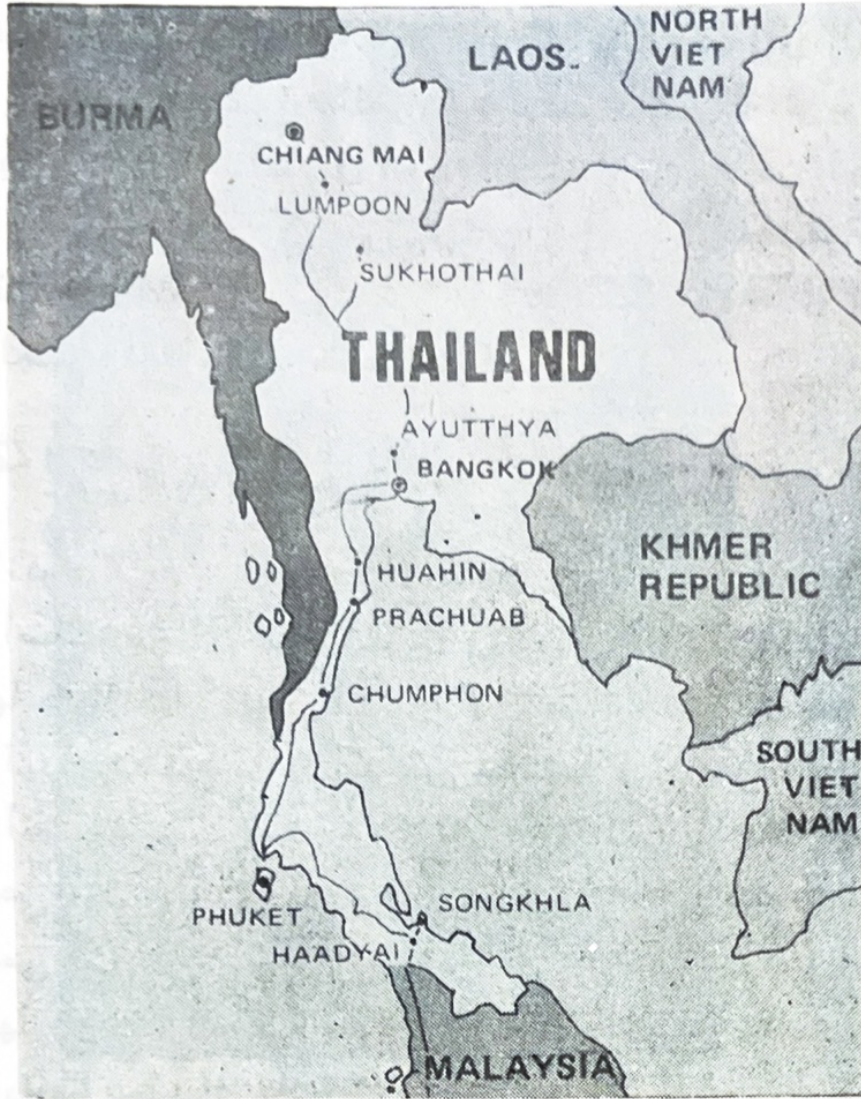 NORTH
VIET
NAM
LAOS
BURMA
CHIANG MAI
LUMPOON
SUKHOTHAI
THAILAND
AYUTTHYA
BANGKOK
KHMER
REPUBLIC
HUAHIN
PRACHUAB
CHUMPHON
SOUTH
VIET
NAM
PHUKET
SONGKHLA
HAADYAI
MALAYSIA